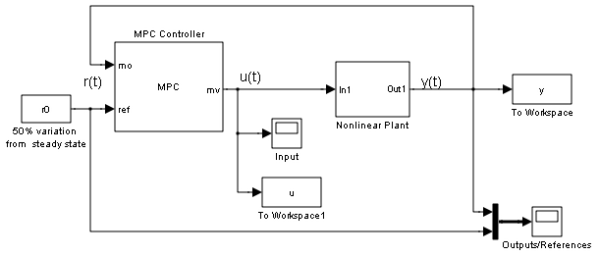 MPC Controller
mo
r(t)
MPC
mv
u(t)
In1
Out1
y(t)
y
To Workspace
r0
ref
50% variation
from steady state
Nonlinear Plant
Input
u
To Workspace1
Outputs/References